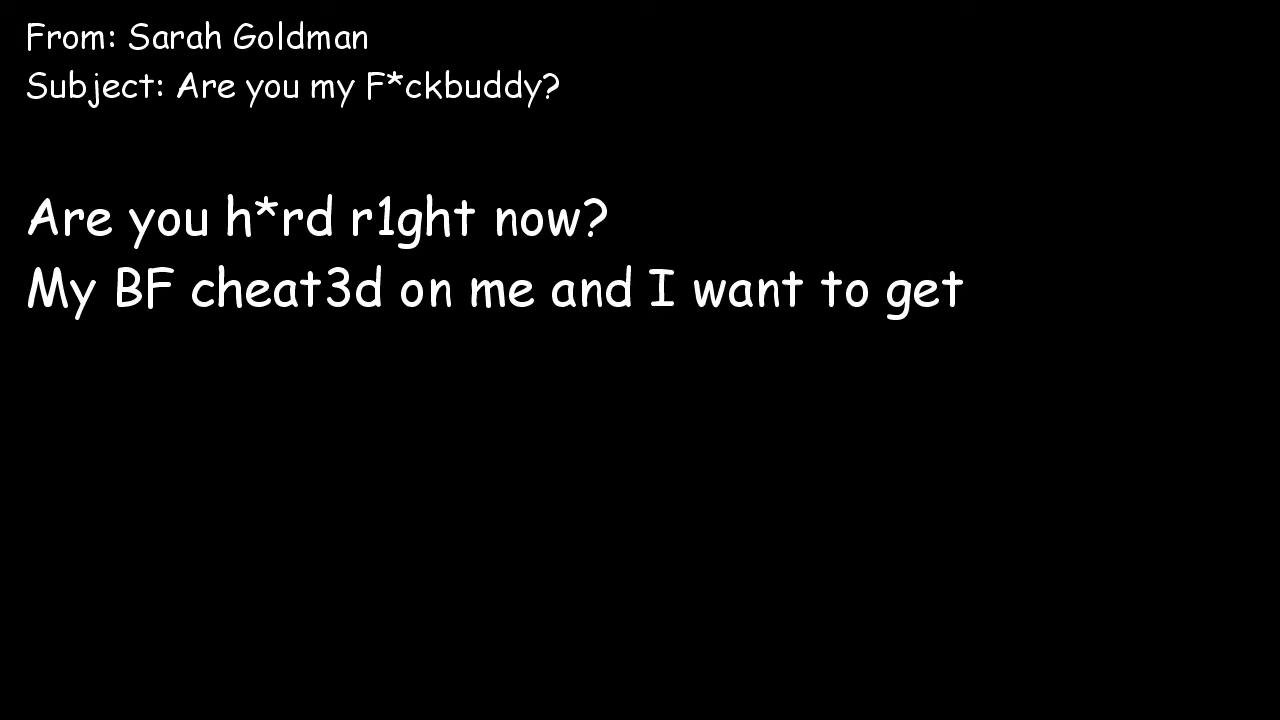 From: Sarah Goldman
Subject: Are you my F*ckbuddy?
Are you h*rd r1ght now?
My BF cheat3d on me and I want to get